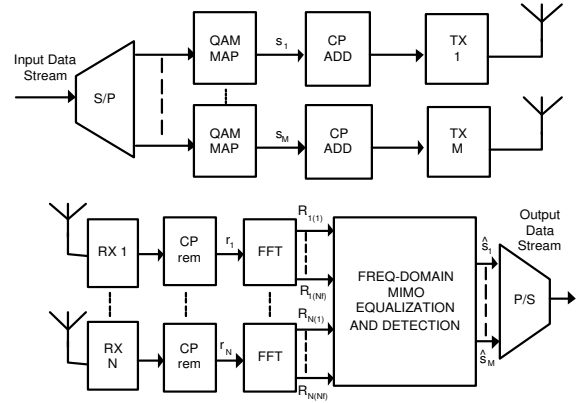 Input Data
Stream
S/P
QAM
MAP
s1
CP
ADD
TX
1
QAM
MAP
sM
CP
ADD
TX
M
RX 1
CP
rem
r1
FFT
R1(1)
R1(Nf)
RX
N
CP
rem
rN
FFT
RN(1)
RN(Nf)
FREQ-DOMAIN
MIMO
EQUALIZATION
AND DETECTION
ŝ1
ŝM
Output
Data
Stream
P/S